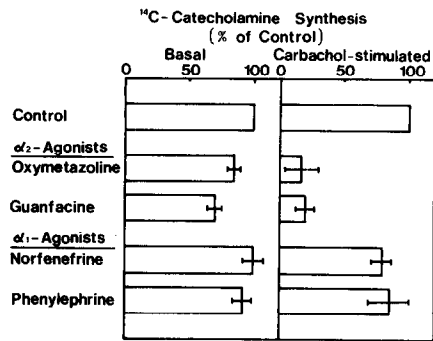 ¹⁴C-Catecholamine Synthesis
(% of Control)
Basal Carbachol-stimulated
0 50 100 0 50 100
Control
α₂-Agonists
Oxymetazoline
Guanfacine
α₁-Agonists
Norfenefrine
Phenylephrine